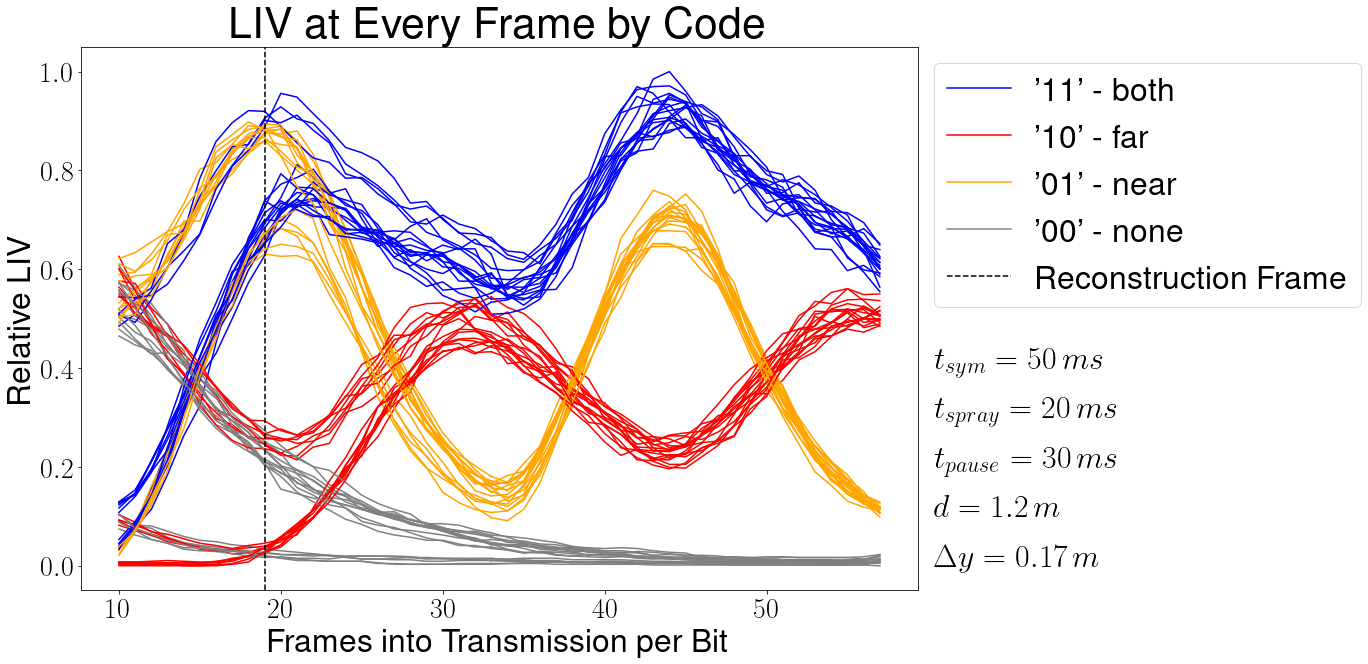 LIV at Every Frame by Code
Relative LIV
1.0
0.8
0.6
0.4
0.2
0.0
10 20 30 40 50
Frames into Transmission per Bit
'11' - both
'10' - far
'01' - near
'00' - none
Reconstruction Frame
t_sym = 50 ms
t_spray = 20 ms
t_pause = 30 ms
d = 1.2 m
Δy = 0.17 m